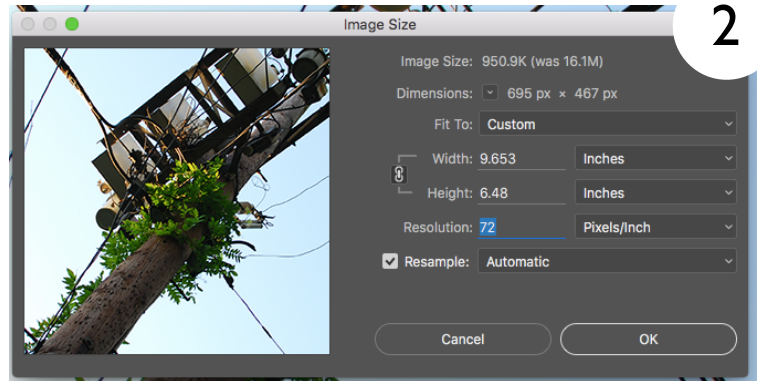 Image Size
2
Image Size: 950.9K (was 16.1M)
Dimensions: 695 px × 467 px
Fit To: Custom
Width: 9.653 Inches
Height: 6.48 Inches
Resolution: 72 Pixels/Inch
Resample: Automatic
Cancel OK